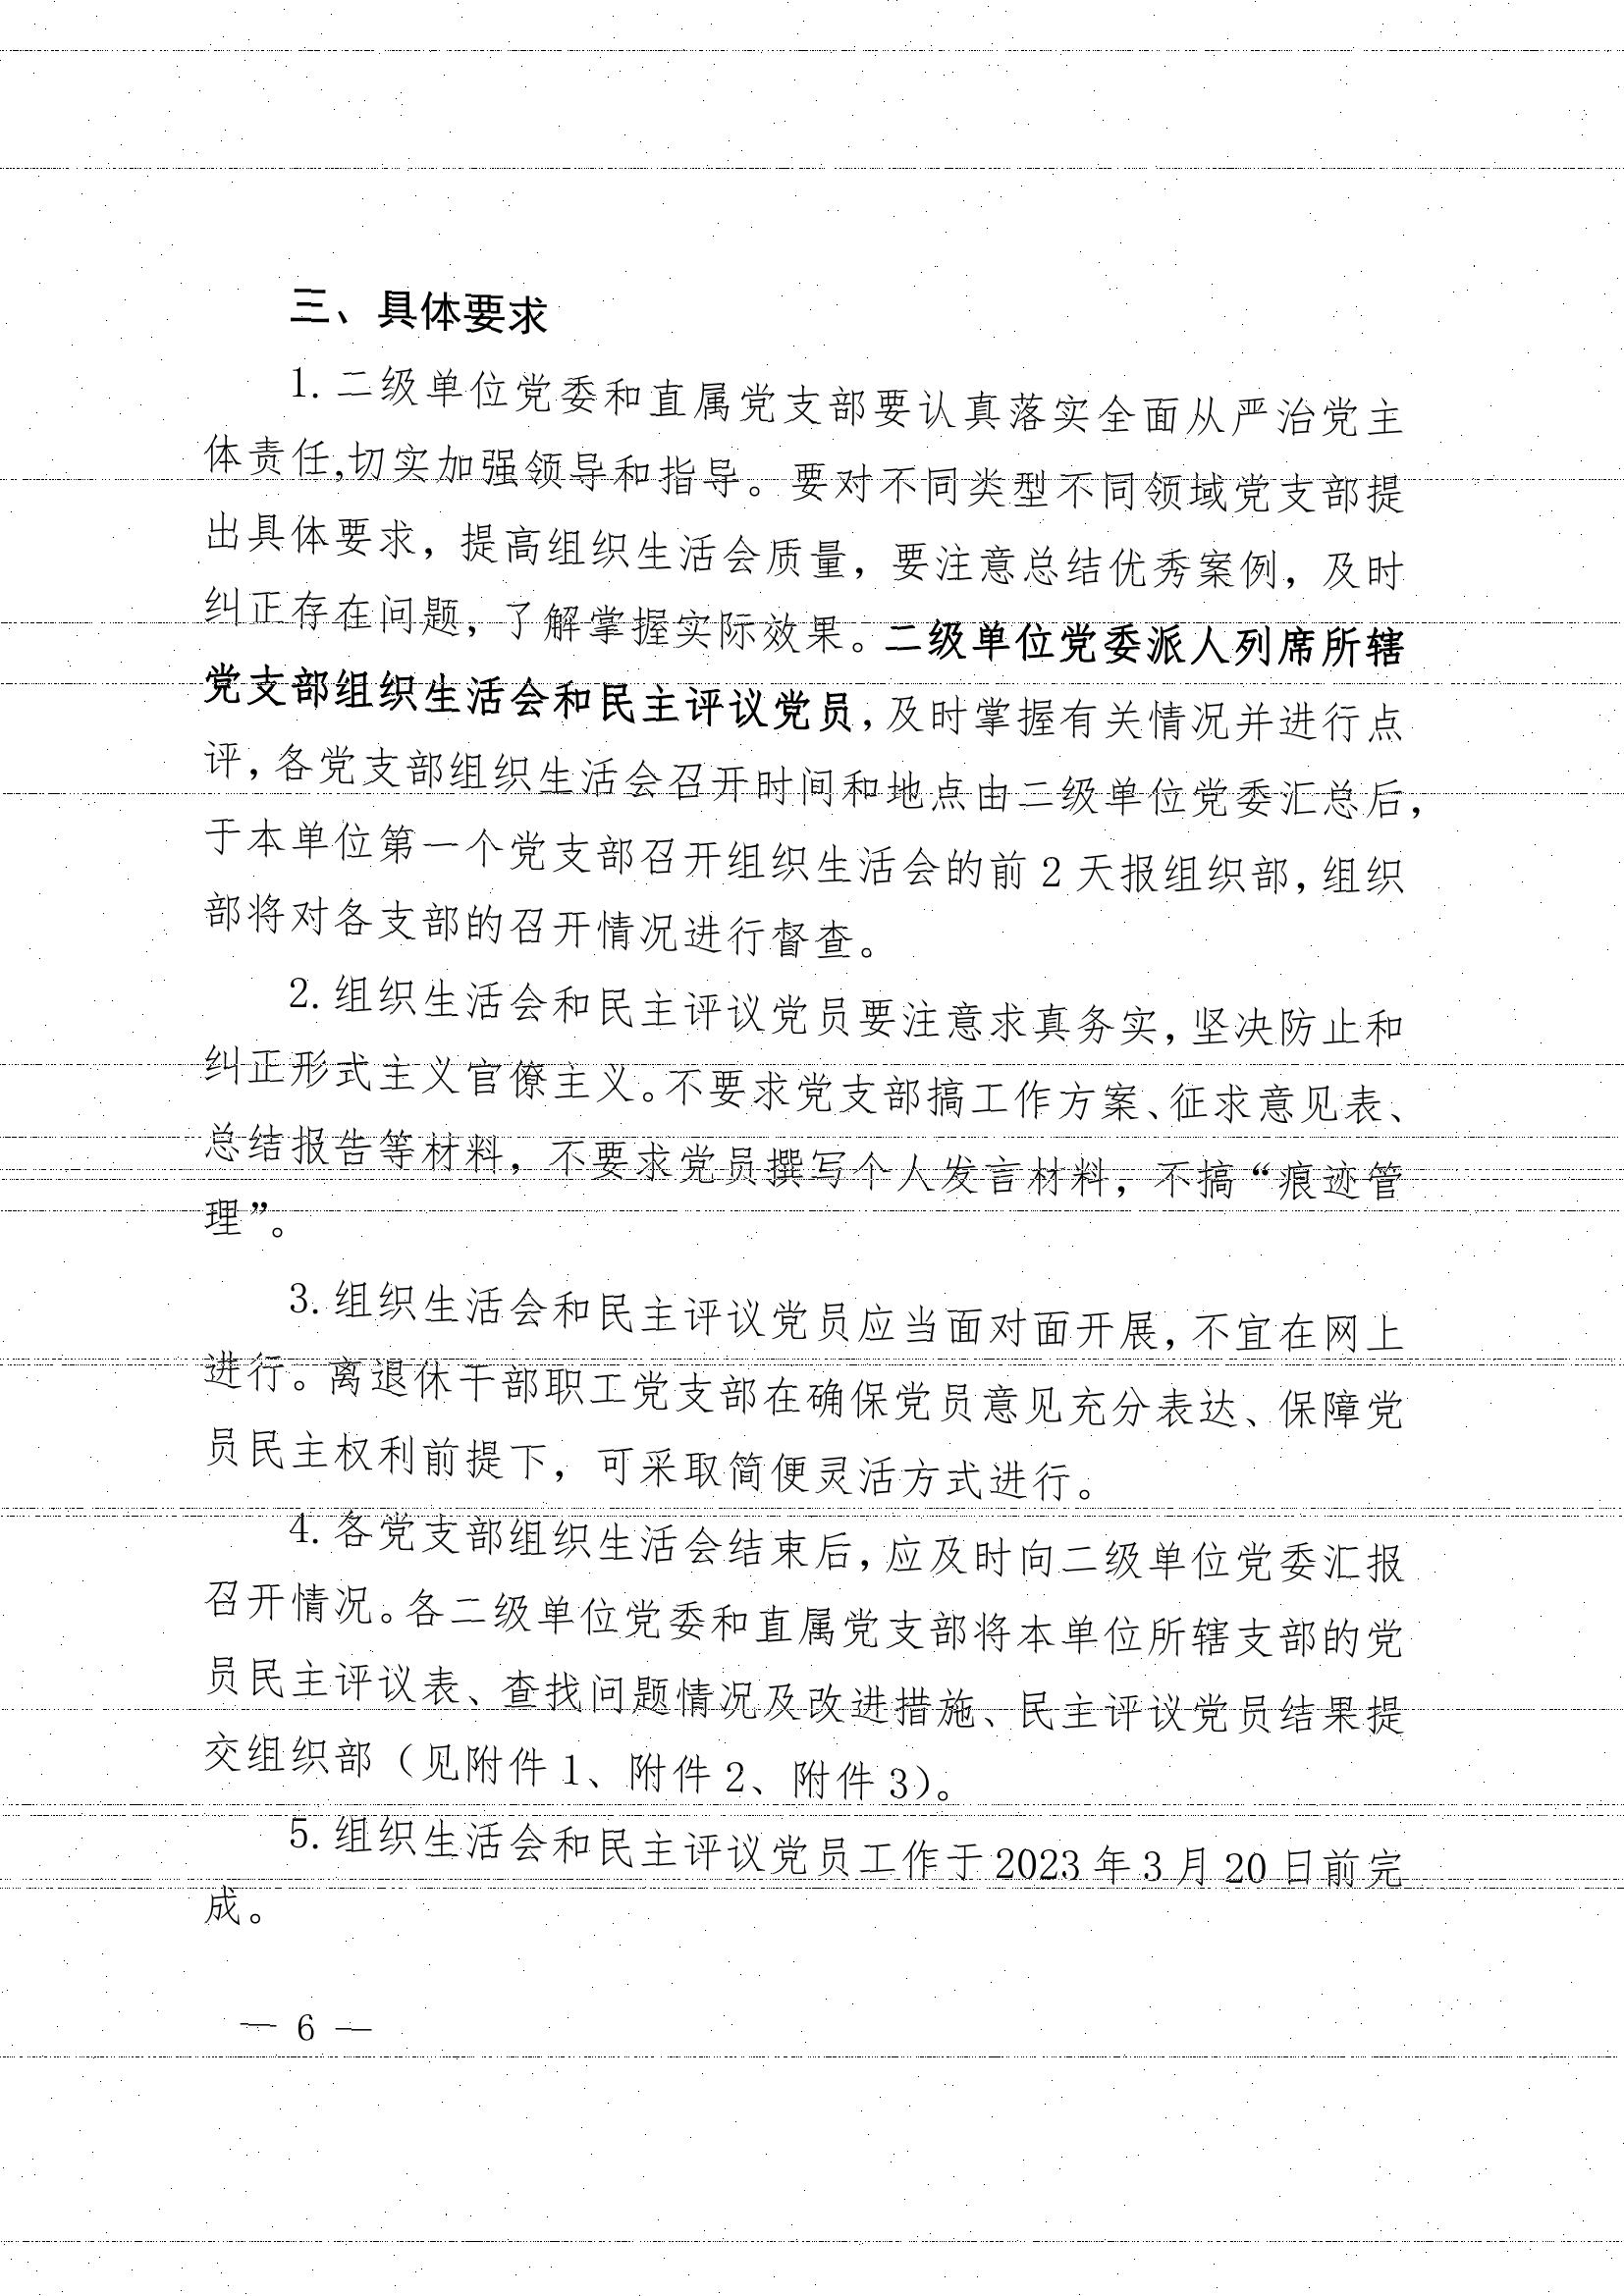 三、具体要求
1. 二级单位党委和直属党支部要认真落实全面从严治党主
体责任,切实加强领导和指导。要对不同类型不同领域党支部提
出具体要求，提高组织生活会质量，要注意总结优秀案例，及时
纠正存在问题，了解掌握实际效果。二级单位党委派人列席所辖
党支部组织生活会和民主评议党员，及时掌握有关情况并进行点
评，各党支部组织生活会召开时间和地点由二级单位党委汇总后，
于本单位第一个党支部召开组织生活会的前 2 天报组织部，组织
部将对各支部的召开情况进行督查。
2. 组织生活会和民主评议党员要注意求真务实，坚决防止和
纠正形式主义官僚主义。不要求党支部搞工作方案、征求意见表、
总结报告等材料，不要求党员撰写个人发言材料，不搞“痕迹管
理”。
3. 组织生活会和民主评议党员应当面对面开展，不宜在网上
进行。离退休干部职工党支部在确保党员意见充分表达、保障党
员民主权利前提下，可采取简便灵活方式进行。
4. 各党支部组织生活会结束后，应及时向二级单位党委汇报
召开情况。各二级单位党委和直属党支部将本单位所辖支部的党
员民主评议表、查找问题情况及改进措施、民主评议党员结果提
交组织部（见附件 1、附件 2、附件 3）。
5. 组织生活会和民主评议党员工作于 2023 年 3 月 20 日前完
成。
— 6 —